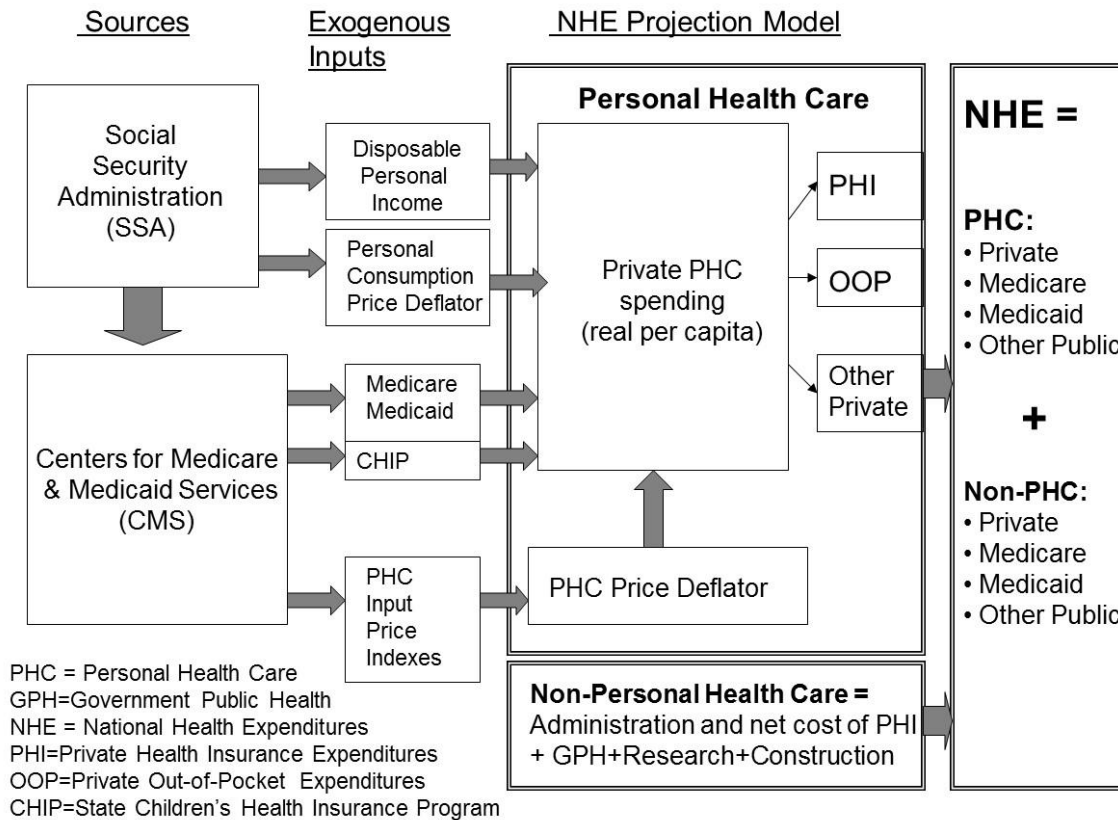 Sources
Exogenous
Inputs
NHE Projection Model
Social
Security
Administration
(SSA)
Disposable
Personal
Income
Personal
Consumption
Price Deflator
Centers for Medicare
& Medicaid Services
(CMS)
Medicare
Medicaid
CHIP
PHC
Input
Price
Indexes
Personal Health Care
Private PHC
spending
(real per capita)
PHI
OOP
Other
Private
PHC Price Deflator
Non-Personal Health Care =
Administration and net cost of PHI
+ GPH+Research+Construction
NHE =
PHC:
• Private
• Medicare
• Medicaid
• Other Public
+
Non-PHC:
• Private
• Medicare
• Medicaid
• Other Public
PHC = Personal Health Care
GPH=Government Public Health
NHE = National Health Expenditures
PHI=Private Health Insurance Expenditures
OOP=Private Out-of-Pocket Expenditures
CHIP=State Children's Health Insurance Program